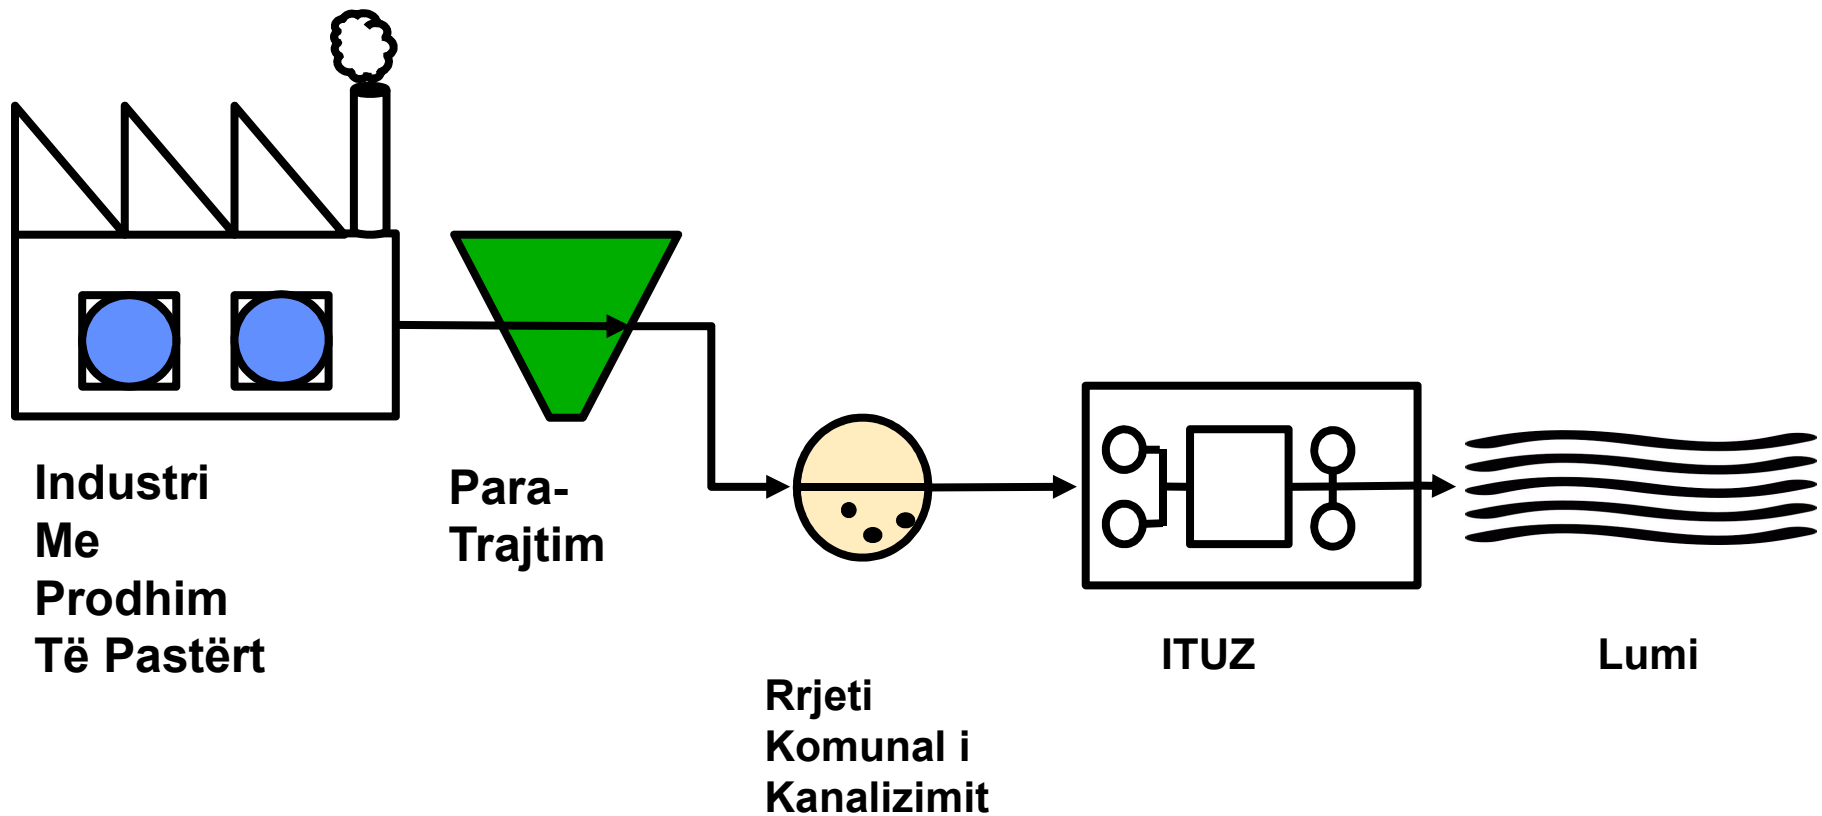 Industri
Me
Prodhim
Të Pastërt
Para-
Trajtim
Rrjeti
Komunal i
Kanalizimit
ITUZ
Lumi